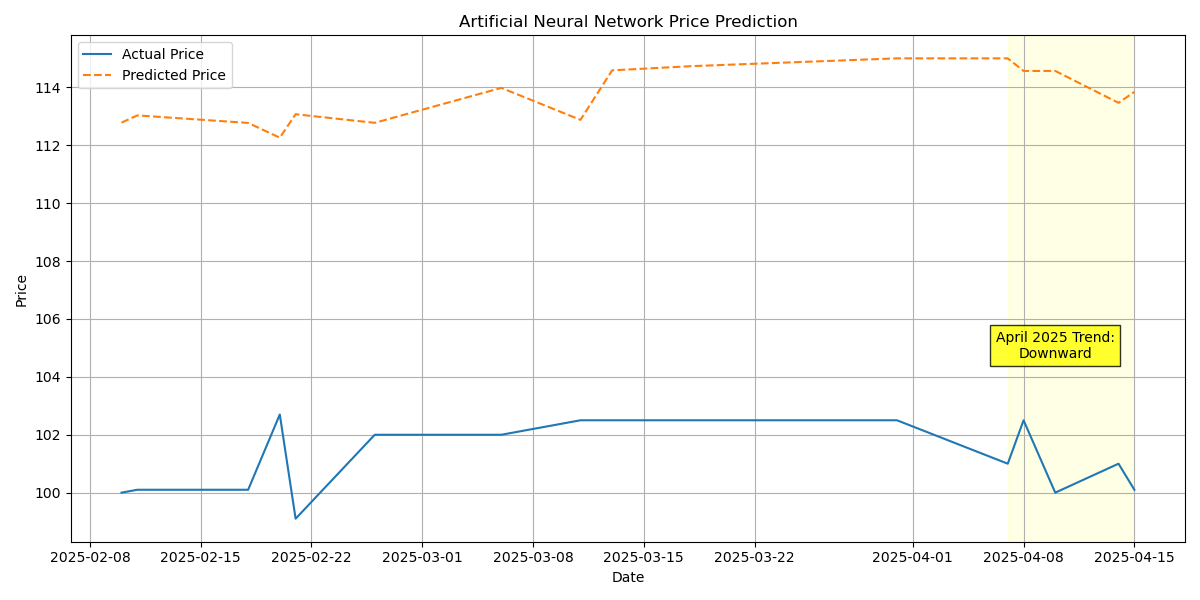 Artificial Neural Network Price Prediction
Actual Price
Predicted Price
Price
114
112
110
108
106
104
102
100
April 2025 Trend:
Downward
2025-02-08 2025-02-15 2025-02-22 2025-03-01 2025-03-08 2025-03-15 2025-03-22 2025-04-01 2025-04-08 2025-04-15
Date